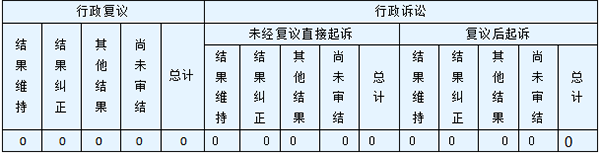 行政复议 行政诉讼
未经复议直接起诉 复议后起诉
结果维持 结果纠正 其他结果 尚未审结 总计 结果维持 结果纠正 其他结果 尚未审结 总计 结果维持 结果纠正 其他结果 尚未审结 总计
0 0 0 0 0 0 0 0 0 0 0 0 0 0 0